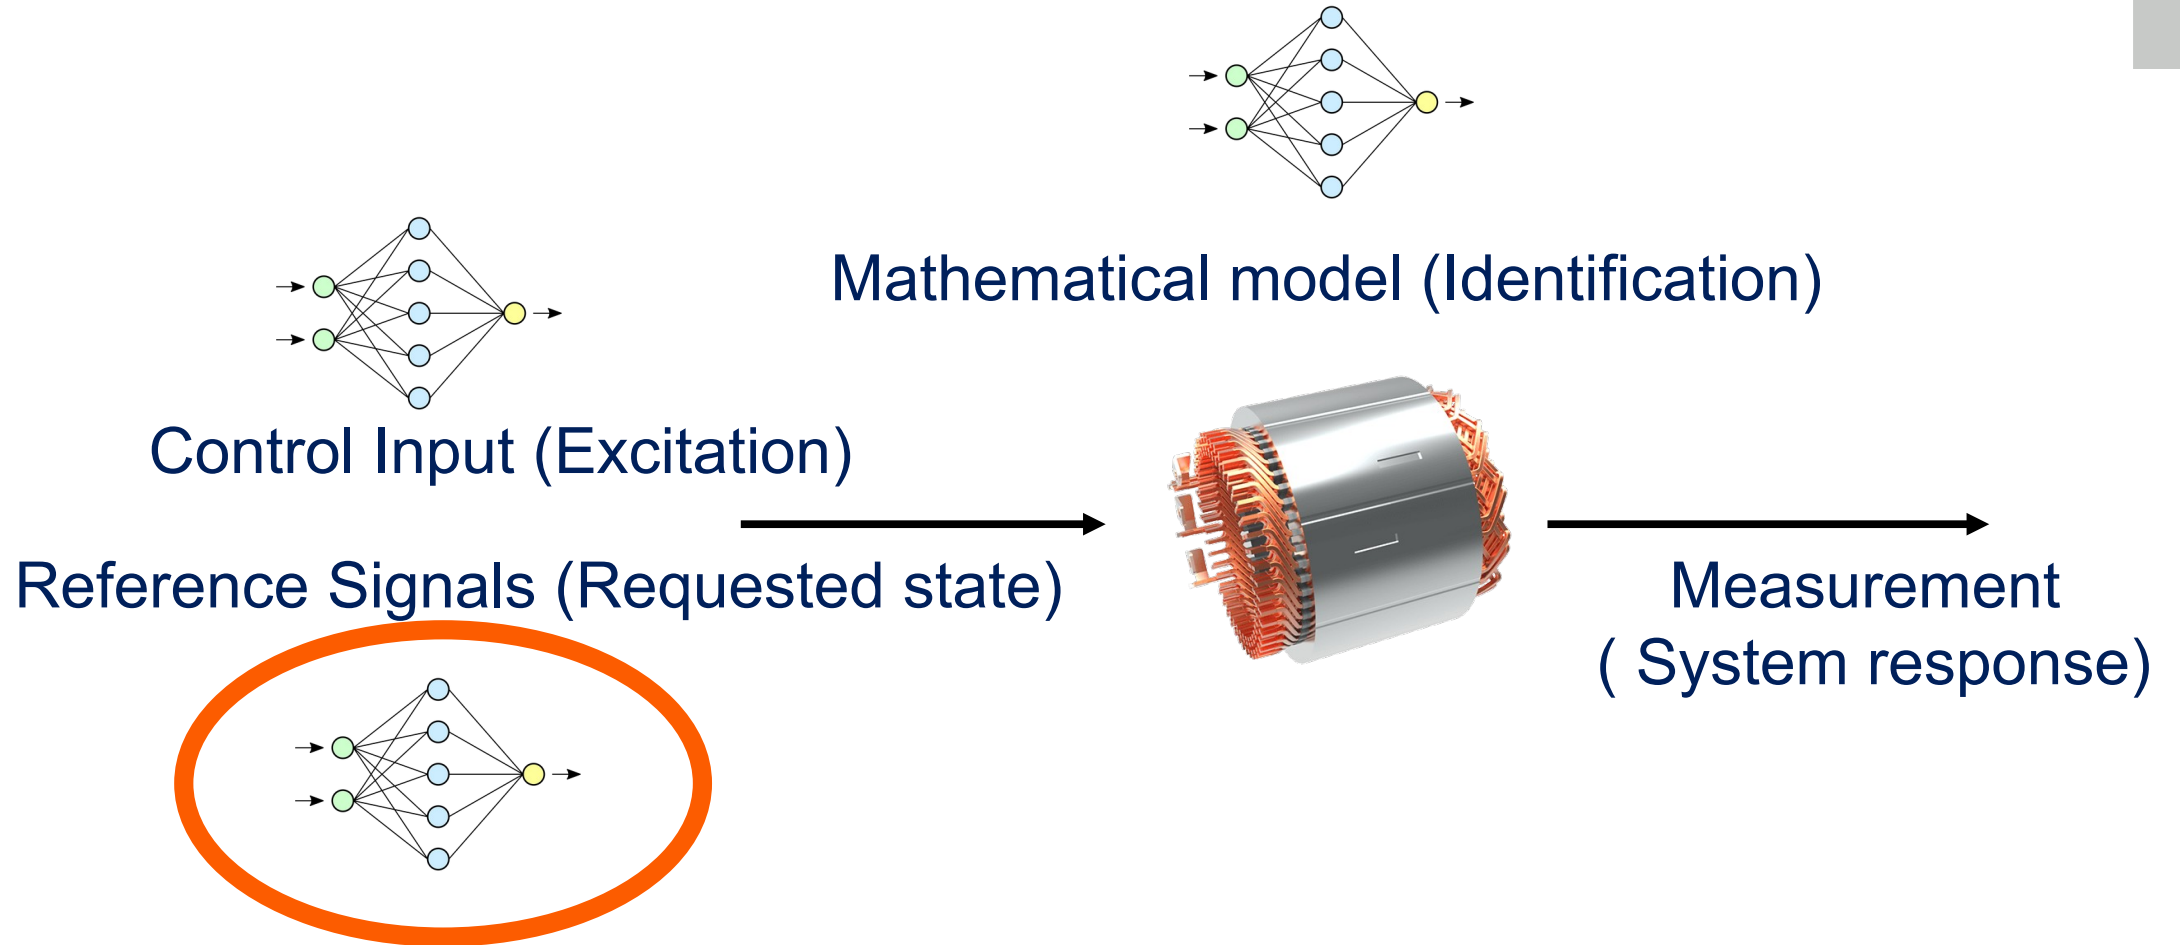 Mathematical model (Identification)
Control Input (Excitation)
Reference Signals (Requested state)
Measurement
( System response)